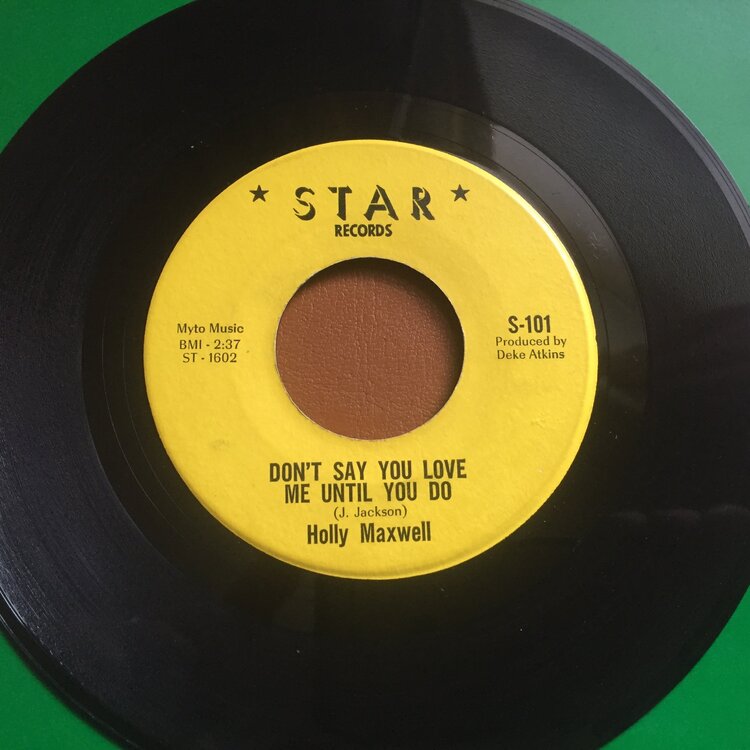 ★ STAR ★
RECORDS
Myto Music
BMI - 2:37
ST - 1602
S-101
Produced by
Deke Atkins
DON'T SAY YOU LOVE
ME UNTIL YOU DO
(J. Jackson)
Holly Maxwell